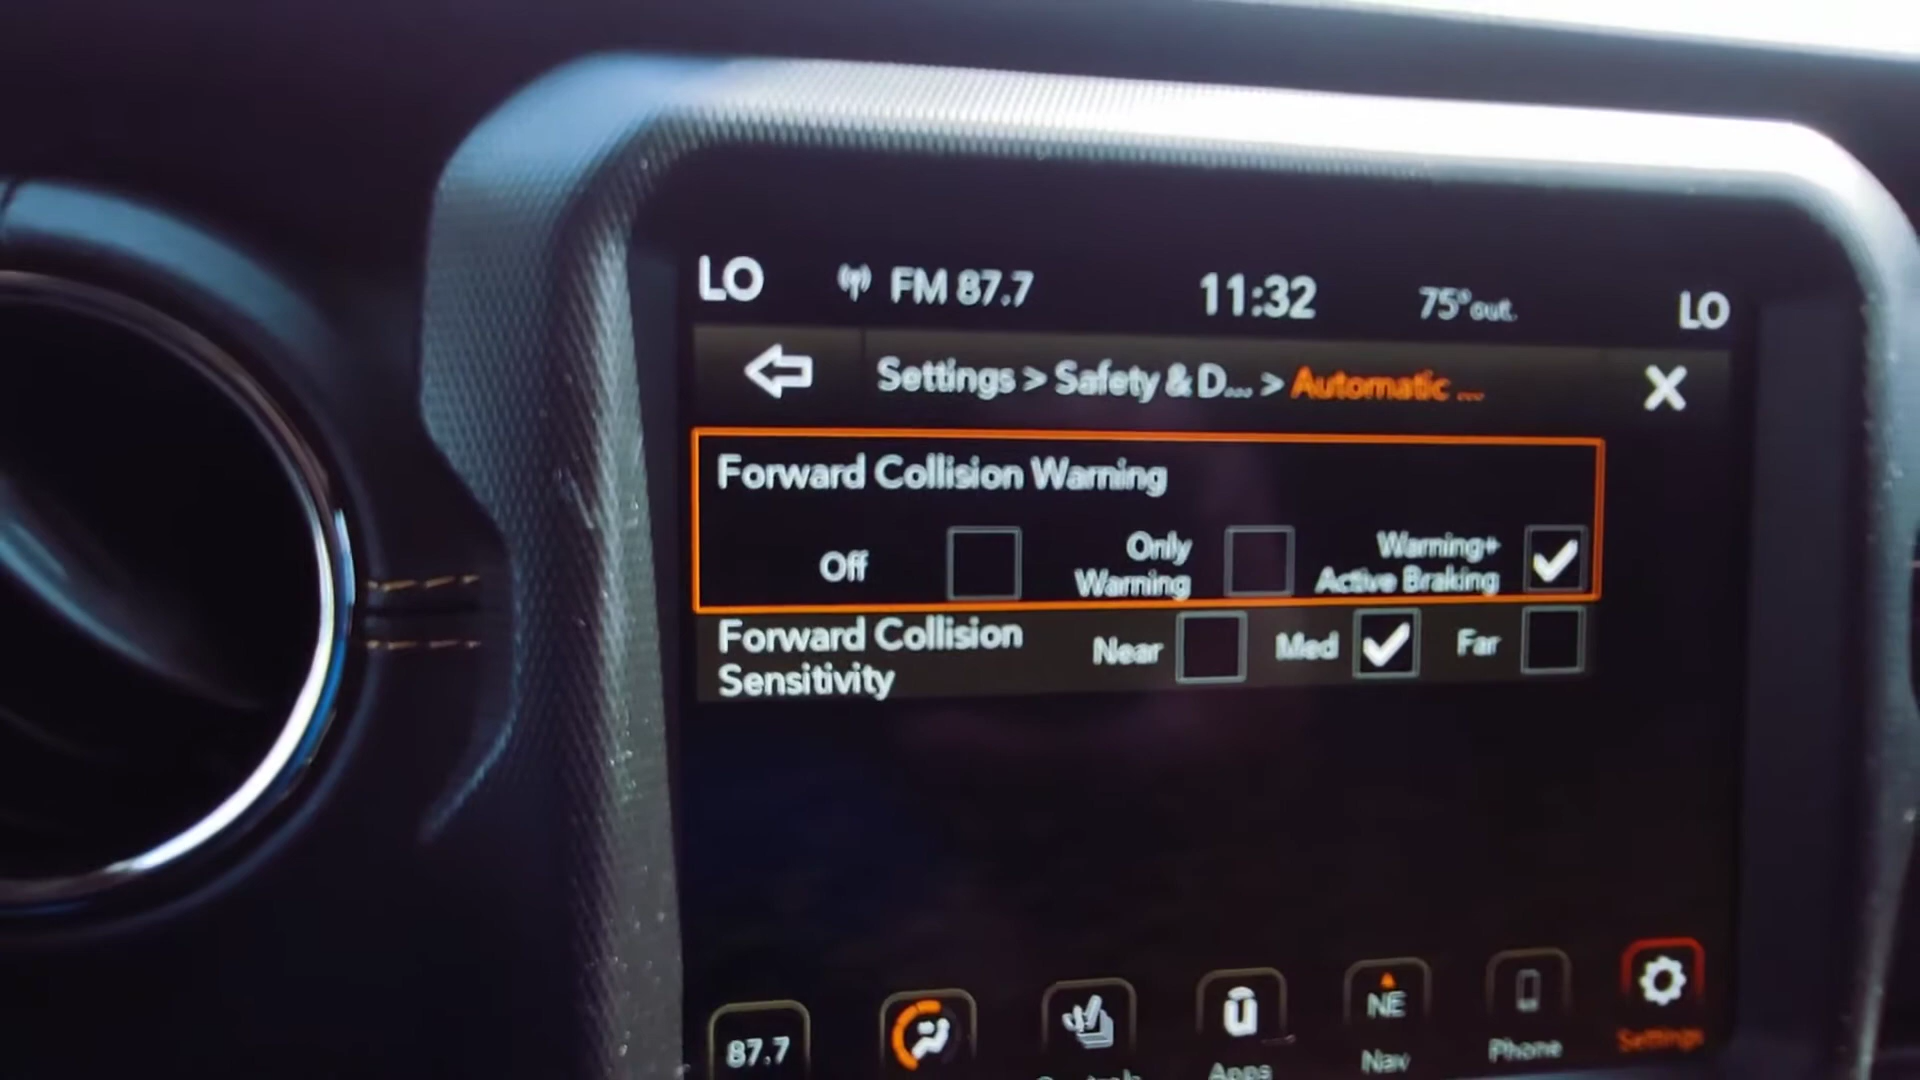 LO FM 87.7 11:32 75° out. LO
Settings > Safety & D... > Automatic ...
Forward Collision Warning
Off
Only
Warning
Warning+
Active Braking
Forward Collision
Sensitivity
Near Med Far
87.7
NE
Apps Nav Phone Settings